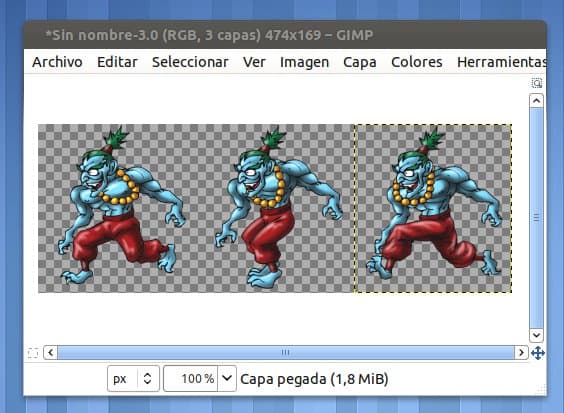 *Sin nombre-3.0 (RGB, 3 capas) 474x169 – GIMP
Archivo Editar Seleccionar Ver Imagen Capa Colores Herramientas
px 100 % Capa pegada (1,8 MiB)